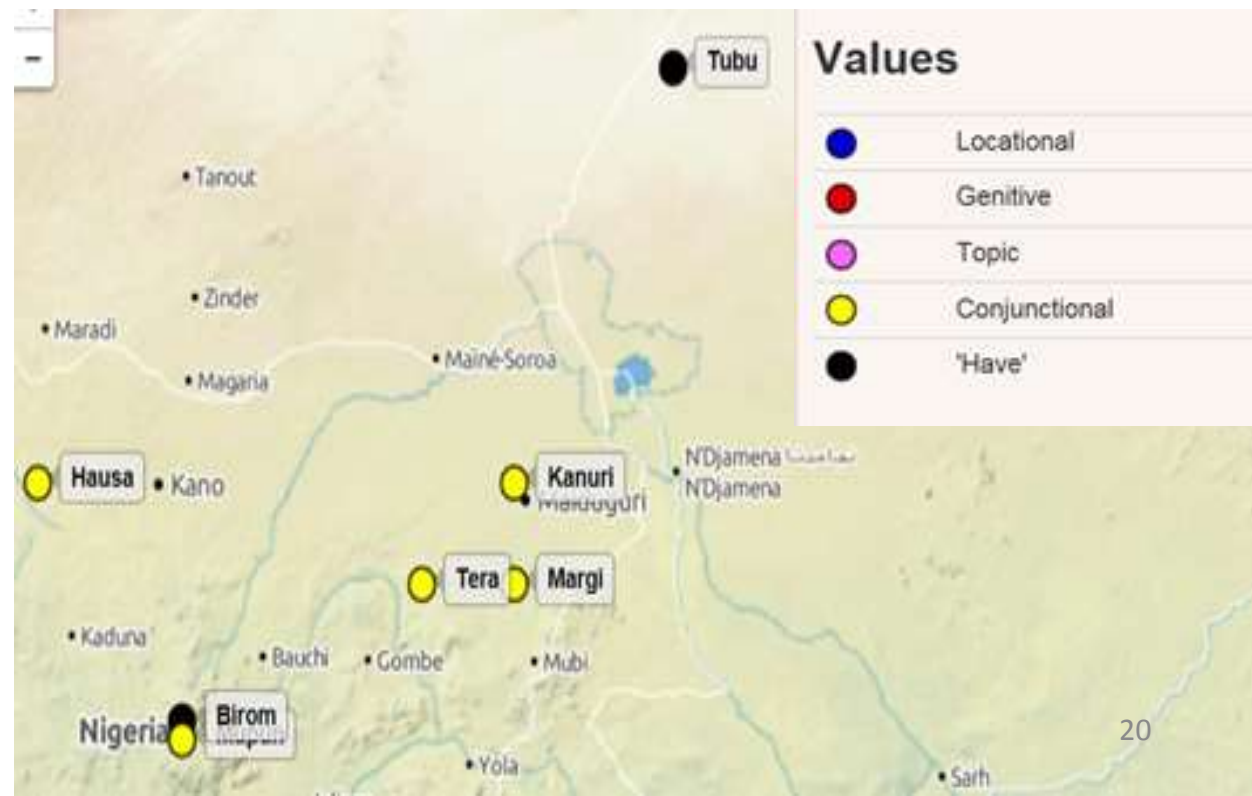 –
Tubu
Values
Locational
Genitive
Topic
Conjunctional
'Have'
Tanout
Zinder
Maradi
Maïné-Soroa
Magaria
Hausa
Kano
Kanuri
N'Djamena
N'Djamena
Tera
Margi
Kaduna
Bauchi
Gombe
Mubi
Nigeria
Birom
20
Yola
Sarh